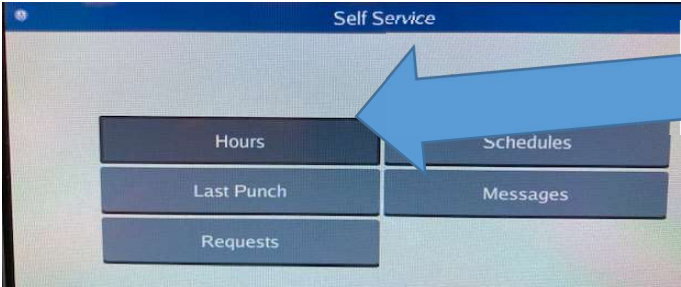 Self Service
Hours
Schedules
Last Punch
Messages
Requests